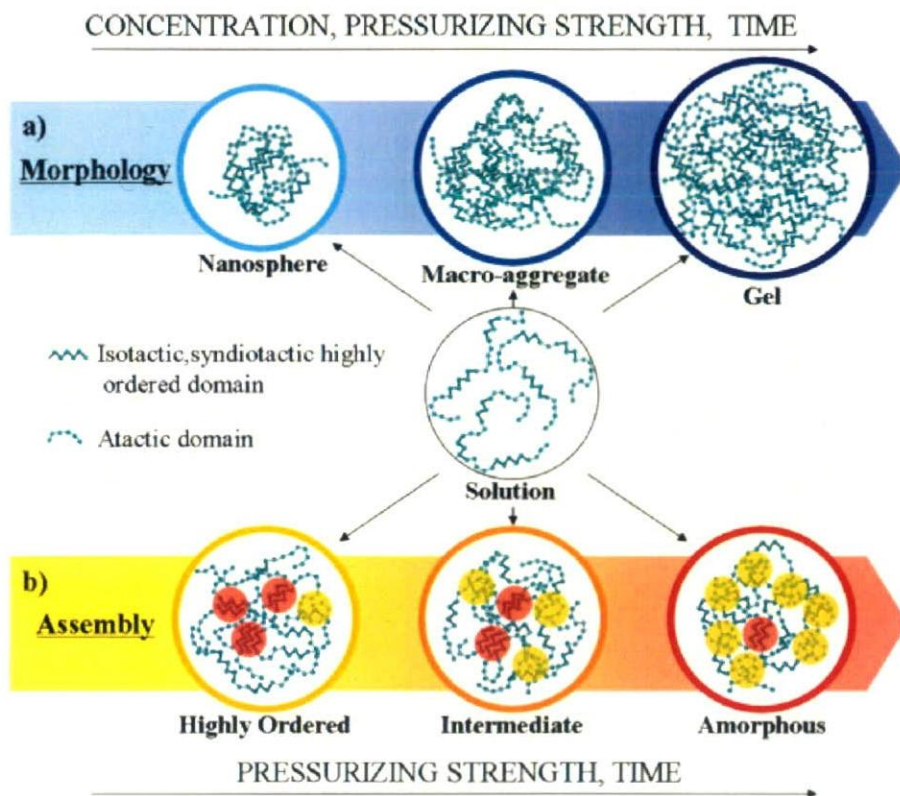 CONCENTRATION, PRESSURIZING STRENGTH, TIME
a)
Morphology
Nanosphere
Macro-aggregate
Gel
Isotactic,syndiotactic highly
ordered domain
Atactic domain
Solution
b)
Assembly
Highly Ordered
Intermediate
Amorphous
PRESSURIZING STRENGTH, TIME